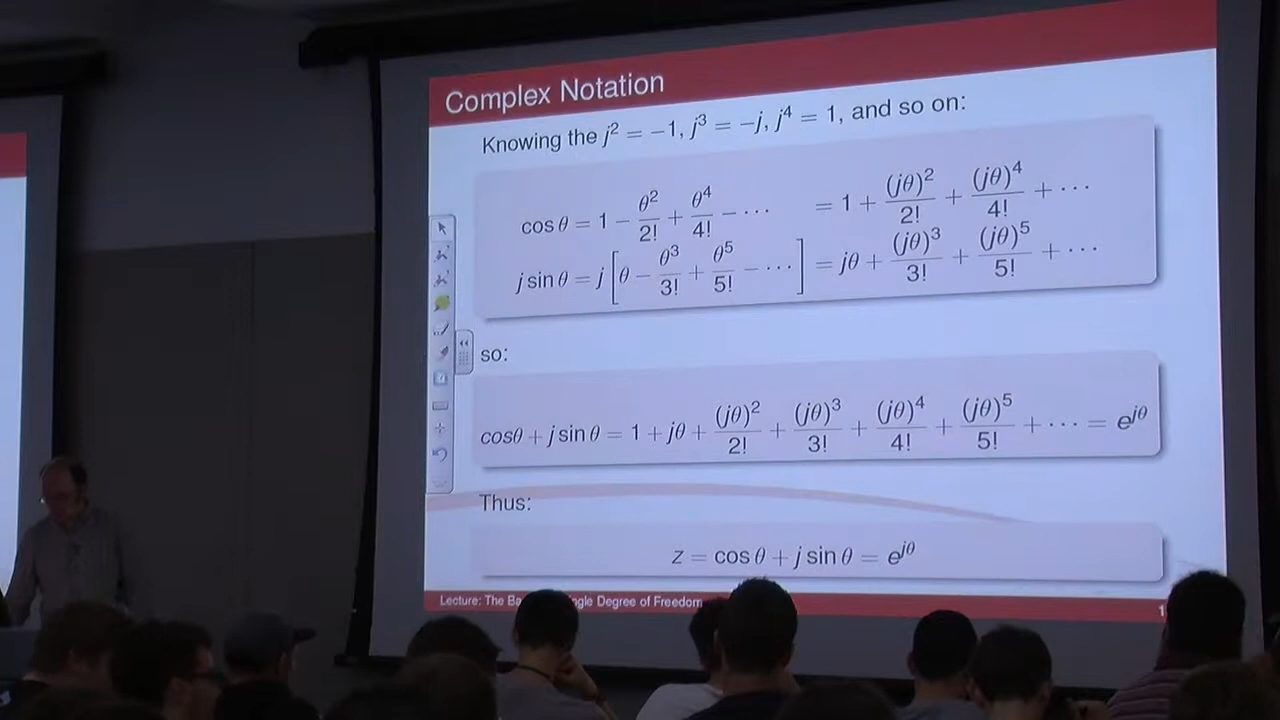 Complex Notation
Knowing the j² = −1, j³ = −j, j⁴ = 1, and so on:
cos θ = 1 − θ²/2! + θ⁴/4! − ··· = 1 + (jθ)²/2! + (jθ)⁴/4! + ···
j sin θ = j [θ − θ³/3! + θ⁵/5! − ···] = jθ + (jθ)³/3! + (jθ)⁵/5! + ···
so:
cosθ + j sin θ = 1 + jθ + (jθ)²/2! + (jθ)³/3! + (jθ)⁴/4! + (jθ)⁵/5! + ··· = e^{jθ}
Thus:
z = cos θ + j sin θ = e^{jθ}
Lecture: The Degree of Freedom